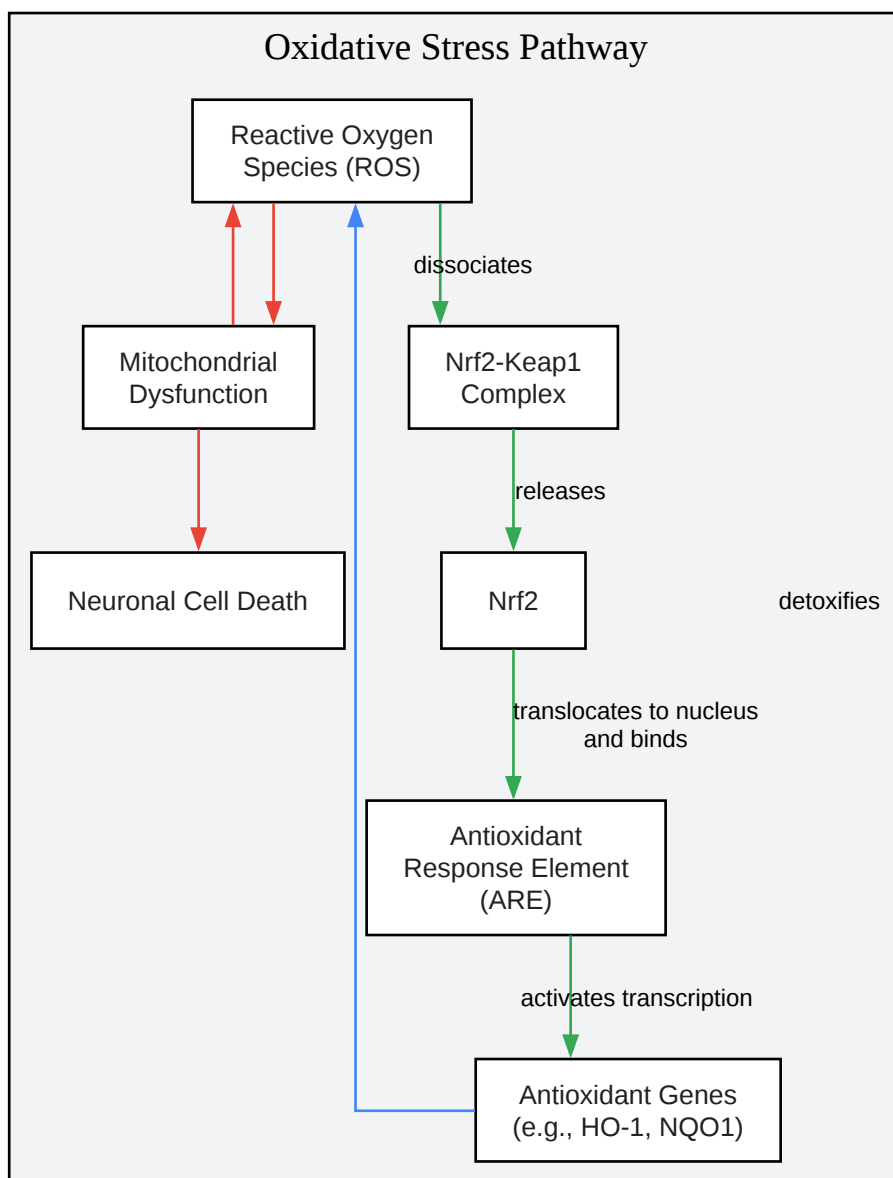 Oxidative Stress Pathway
Reactive Oxygen
Species (ROS)
dissociates
Mitochondrial
Dysfunction
Nrf2-Keap1
Complex
releases
Neuronal Cell Death
Nrf2
detoxifies
translocates to nucleus
and binds
Antioxidant
Response Element
(ARE)
activates transcription
Antioxidant Genes
(e.g., HO-1, NQO1)